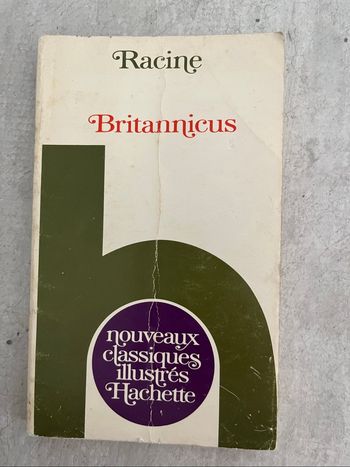 Racine
Britannicus
nouveaux
classiques
illustrés
Hachette